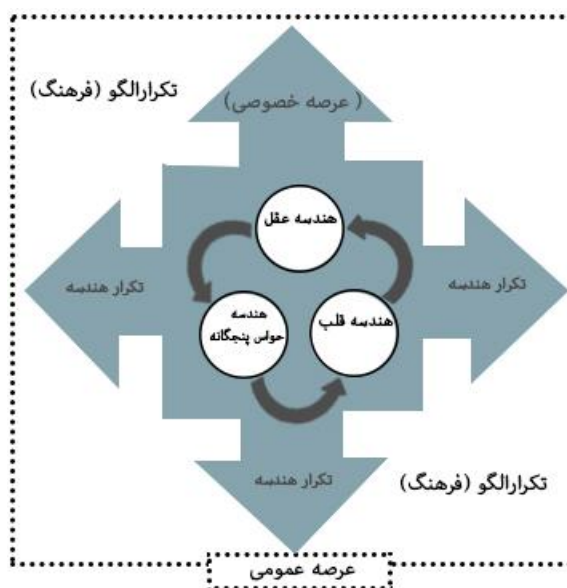 تکرارالگو (فرهنگ)
( عرصه خصوصی)
هندسه عقل
تکرار هندسه
تکرار هندسه
هندسه
حواس پنجگانه
هندسه قلب
تکرار هندسه
تکرارالگو (فرهنگ)
عرصه عمومی